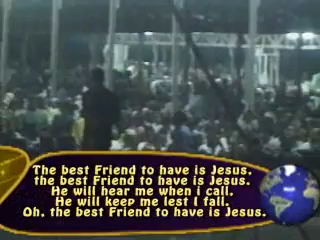 The best Friend to have is Jesus.
the best Friend to have is Jesus.
He will hear me when i call.
He will keep me lest I fall.
Oh, the best Friend to have is Jesus.